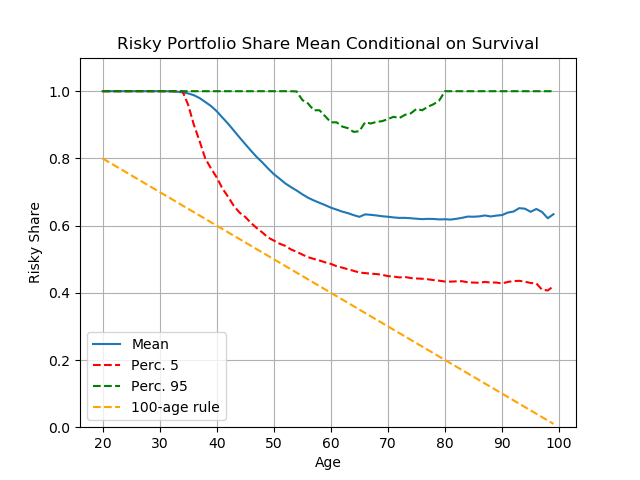 Risky Portfolio Share Mean Conditional on Survival
Risky Share
1.0
0.8
0.6
0.4
0.2
0.0
Mean
Perc. 5
Perc. 95
100-age rule
20 30 40 50 60 70 80 90 100
Age